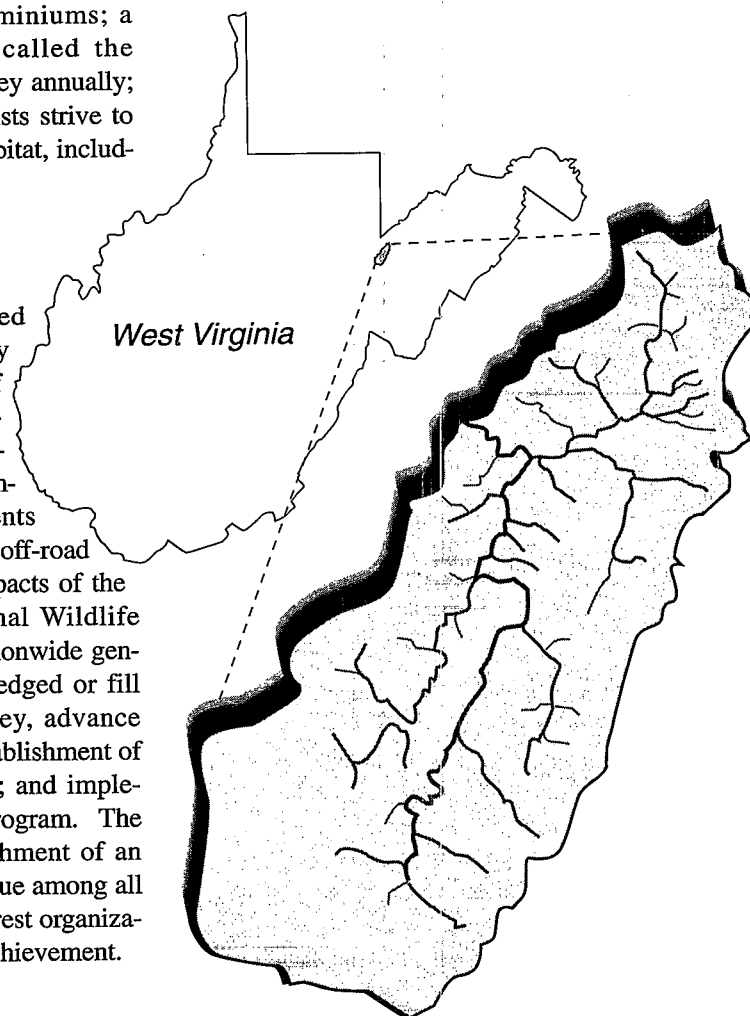 miniums; a
called the
ey annually;
sts strive to
bitat, includ-
West Virginia
ed
y
n-
nts
off-road
pacts of the
nal Wildlife
ionwide gen-
edged or fill
ey, advance
ablishment of
; and imple-
rogram. The
hment of an
ue among all
rest organiza-
chievement.